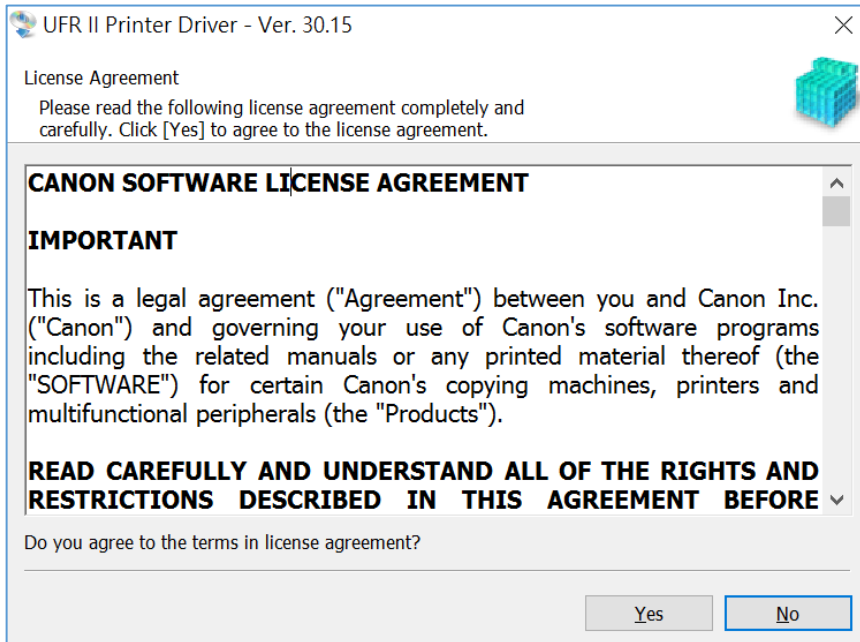 UFR II Printer Driver - Ver. 30.15
License Agreement
Please read the following license agreement completely and
carefully. Click [Yes] to agree to the license agreement.
CANON SOFTWARE LICENSE AGREEMENT
IMPORTANT
This is a legal agreement ("Agreement") between you and Canon Inc.
("Canon") and governing your use of Canon's software programs
including the related manuals or any printed material thereof (the
"SOFTWARE") for certain Canon's copying machines, printers and
multifunctional peripherals (the "Products").
READ CAREFULLY AND UNDERSTAND ALL OF THE RIGHTS AND
RESTRICTIONS DESCRIBED IN THIS AGREEMENT BEFORE
Do you agree to the terms in license agreement?
Yes
No